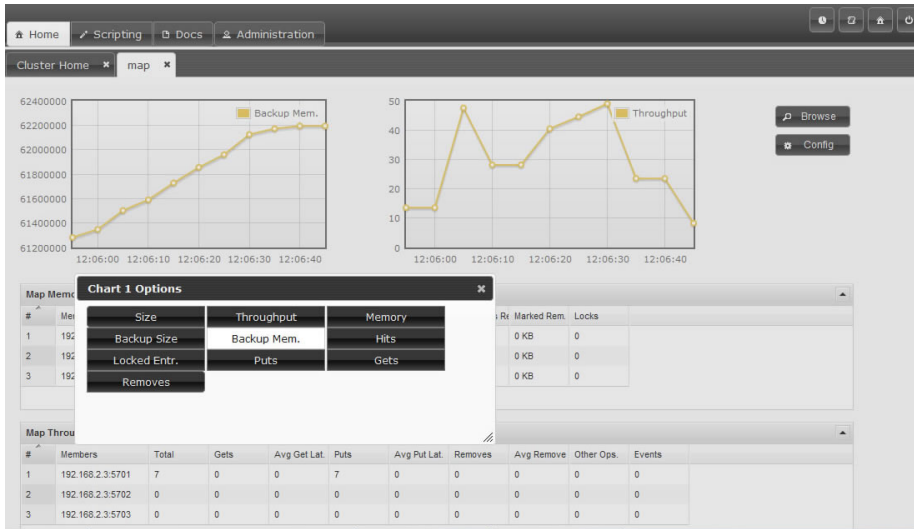 Home Scripting Docs Administration
Cluster Home map
62400000
62200000
62000000
61800000
61600000
61400000
61200000
Backup Mem.
12:06:00 12:06:10 12:06:20 12:06:30 12:06:40
50
40
30
20
10
0
Throughput
12:06:00 12:06:10 12:06:20 12:06:30 12:06:40
Browse
Config
Chart 1 Options
Size Throughput Memory
Backup Size Backup Mem. Hits
Locked Entr. Puts Gets
Removes
Map
# Marked Rem. Locks
1 192 0 KB 0
2 192 0 KB 0
3 192 0 KB 0
Map Throu
# Members Total Gets Avg Get Lat. Puts Avg Put Lat. Removes Avg Remove Other Ops. Events
1 192.168.2.3:5701 7 0 0 7 0 0 0 0 0
2 192.168.2.3:5702 0 0 0 0 0 0 0 0 0
3 192.168.2.3:5703 0 0 0 0 0 0 0 0 0